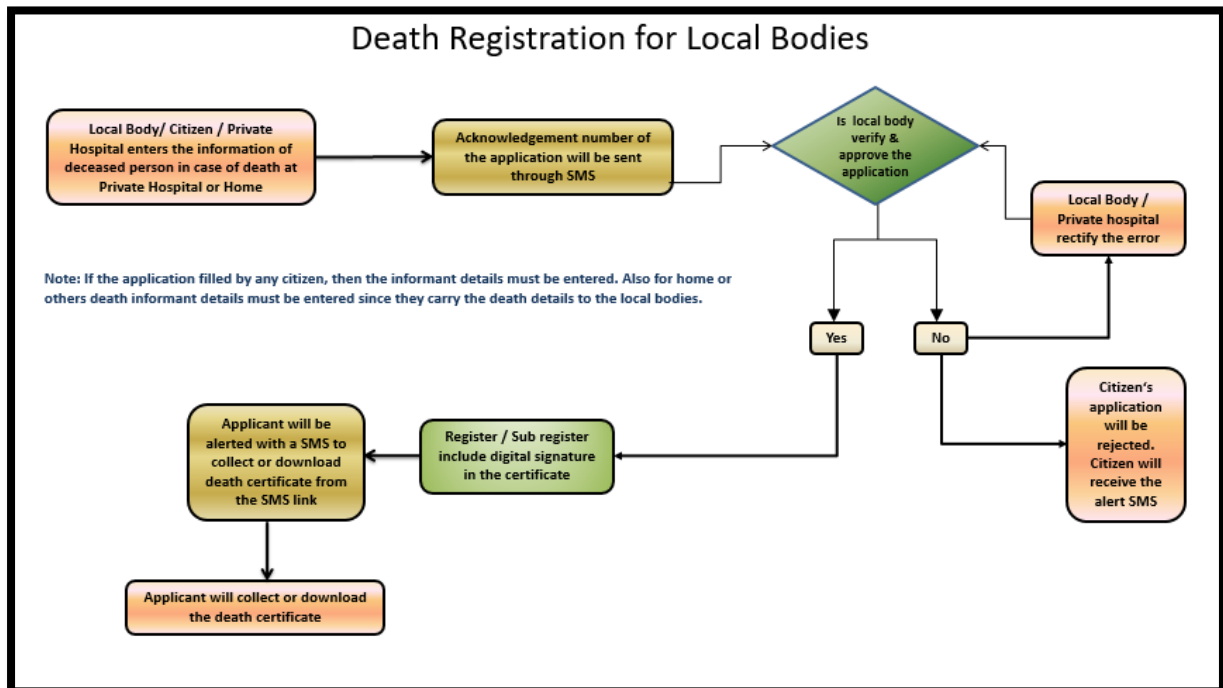 Death Registration for Local Bodies
Local Body/ Citizen / Private
Hospital enters the information of
deceased person in case of death at
Private Hospital or Home
Acknowledgement number of
the application will be sent
through SMS
Is local body
verify &
approve the
application
Local Body /
Private hospital
rectify the error
Note: If the application filled by any citizen, then the informant details must be entered. Also for home or
others death informant details must be entered since they carry the death details to the local bodies.
Yes
No
Citizen‘s
application
will be
rejected.
Citizen will
receive the
alert SMS
Register / Sub register
include digital signature
in the certificate
Applicant will be
alerted with a SMS to
collect or download
death certificate from
the SMS link
Applicant will collect or download
the death certificate